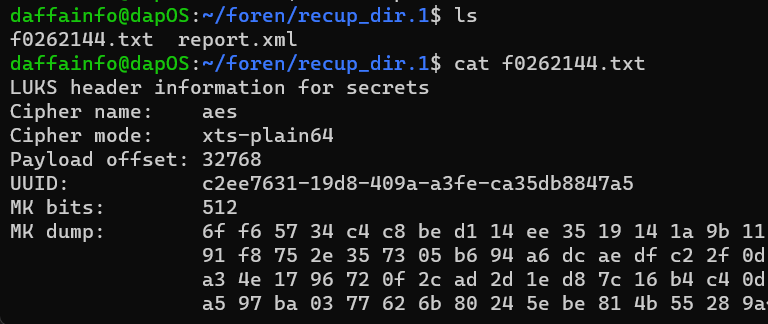 daffainfo@dapOS:~/foren/recup_dir.1$ ls
f0262144.txt  report.xml
daffainfo@dapOS:~/foren/recup_dir.1$ cat f0262144.txt
LUKS header information for secrets
Cipher name:    aes
Cipher mode:    xts-plain64
Payload offset: 32768
UUID:           c2ee7631-19d8-409a-a3fe-ca35db8847a5
MK bits:        512
MK dump:        6f f6 57 34 c4 c8 be d1 14 ee 35 19 14 1a 9b 11
                91 f8 75 2e 35 73 05 b6 94 a6 dc ae df c2 2f 0d
                a3 4e 17 96 72 0f 2c ad 2d 1e d8 7c 16 b4 c4 0d
                a5 97 ba 03 77 62 6b 80 24 5e be 81 4b 55 28 9a